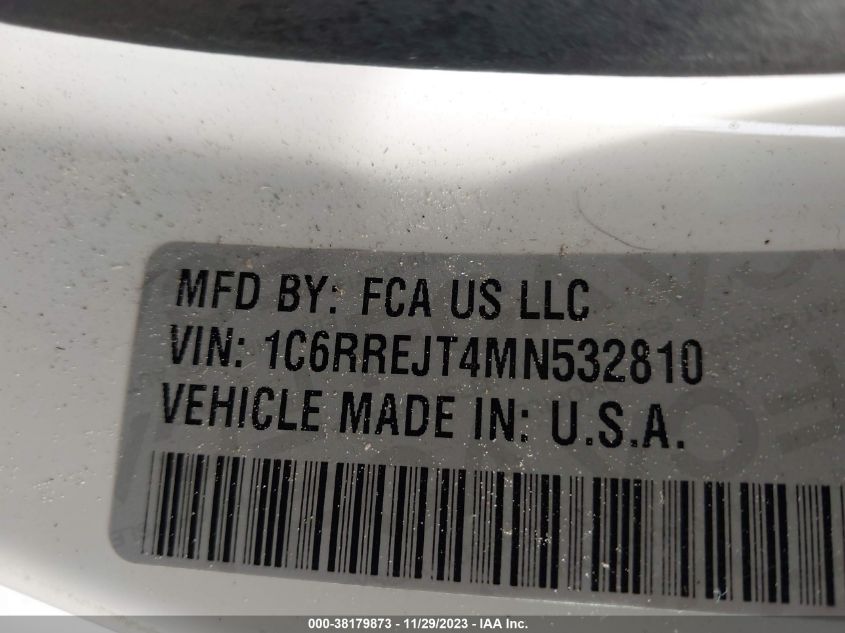 MFD BY: FCA US LLC
VIN: 1C6RREJT4MN532810
VEHICLE MADE IN: U.S.A.
000-38179873 - 11/29/2023 - IAA, Inc.